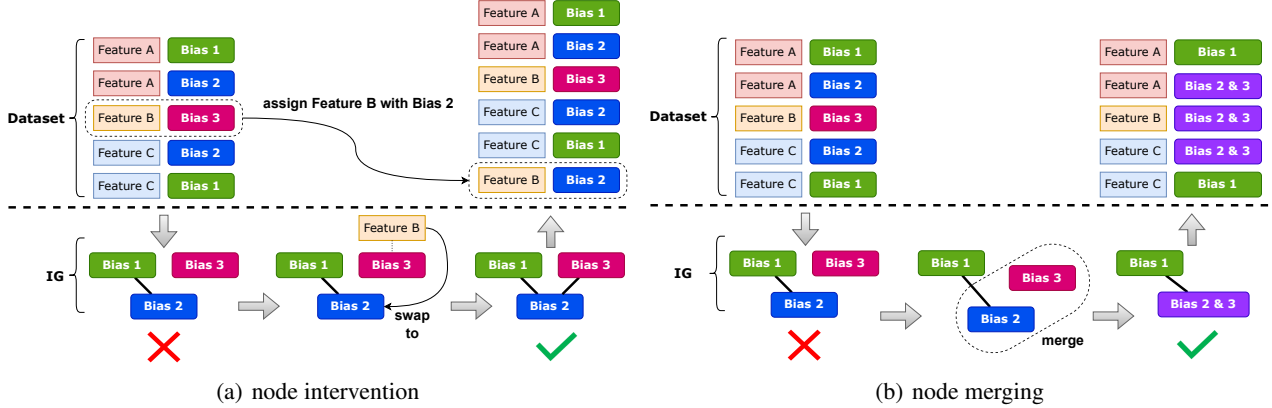 Dataset
Feature A Bias 1
Feature A Bias 2
Feature B Bias 3
Feature C Bias 2
Feature C Bias 1
assign Feature B with Bias 2
Feature A Bias 1
Feature A Bias 2
Feature B Bias 3
Feature C Bias 2
Feature C Bias 1
Feature B Bias 2
IG
Bias 1 Bias 3
Bias 2
Feature B
Bias 1 Bias 3
Bias 2
swap
to
Bias 1 Bias 3
Bias 2
(a) node intervention
Dataset
Feature A Bias 1
Feature A Bias 2
Feature B Bias 3
Feature C Bias 2
Feature C Bias 1
Feature A Bias 1
Feature A Bias 2 & 3
Feature B Bias 2 & 3
Feature C Bias 2 & 3
Feature C Bias 1
IG
Bias 1 Bias 3
Bias 2
Bias 1
Bias 3
Bias 2
merge
Bias 1
Bias 2 & 3
(b) node merging